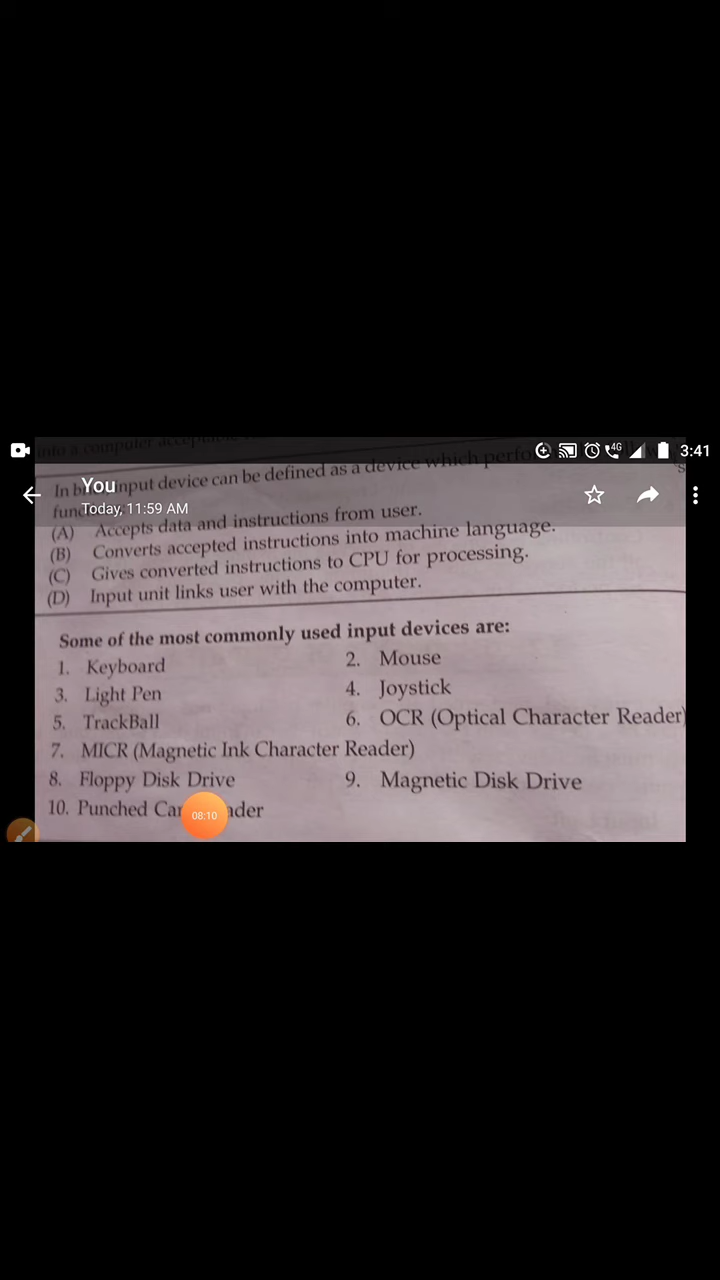 into a computer
3:41
In input device can be defined as a device which
You
Today, 11:59 AM
(A) Accepts data and instructions from user.
(B) Converts accepted instructions into machine language.
(C) Gives converted instructions to CPU for processing.
(D) Input unit links user with the computer.
Some of the most commonly used input devices are:
1. Keyboard 2. Mouse
3. Light Pen 4. Joystick
5. TrackBall 6. OCR (Optical Character Reader)
7. MICR (Magnetic Ink Character Reader)
8. Floppy Disk Drive 9. Magnetic Disk Drive
10. Punched
08:10